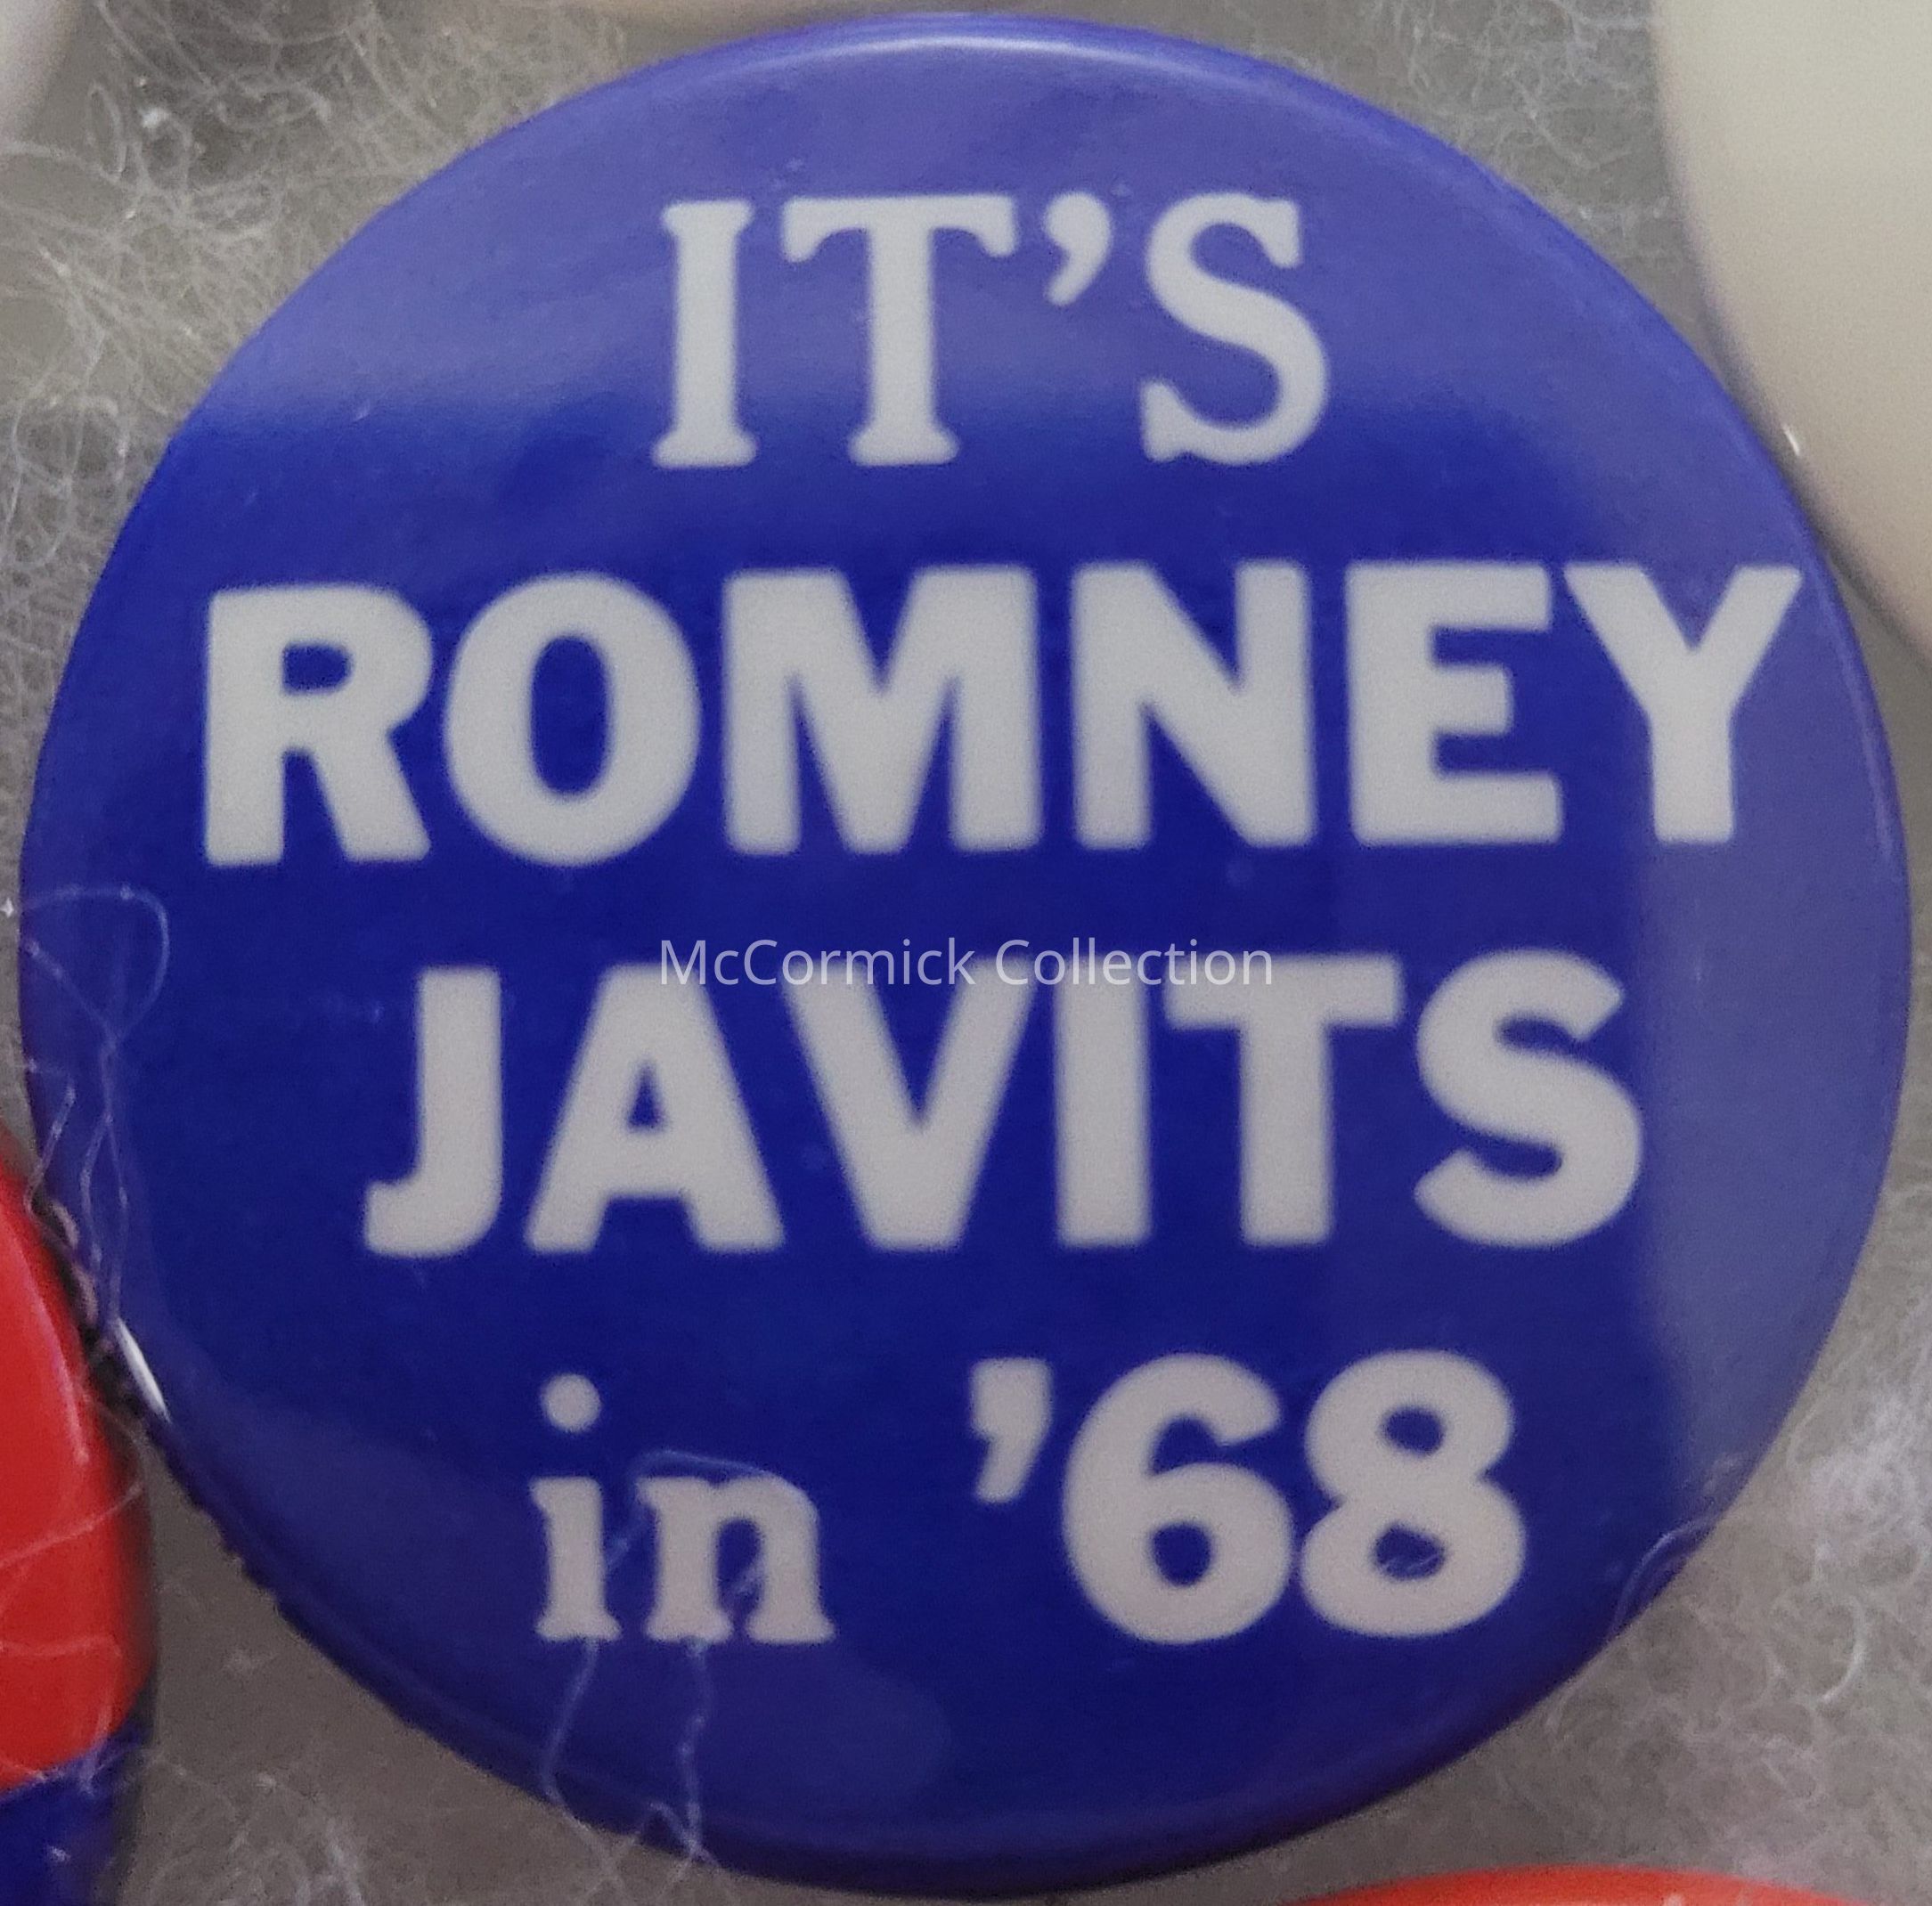 IT'S
ROMNEY
McCormick Collection
JAVITS
in '68